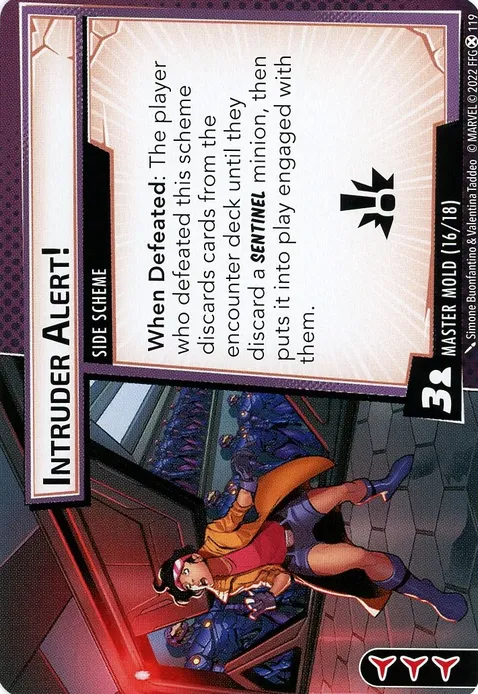 INTRUDER ALERT!
SIDE SCHEME
When Defeated: The player
who defeated this scheme
discards cards from the
encounter deck until they
discard a SENTINEL minion, then
puts it into play engaged with
them.
3
MASTER MOLD (16/18)
Simone Buonfantino & Valentina Taddeo © MARVEL © 2022 FFG 119